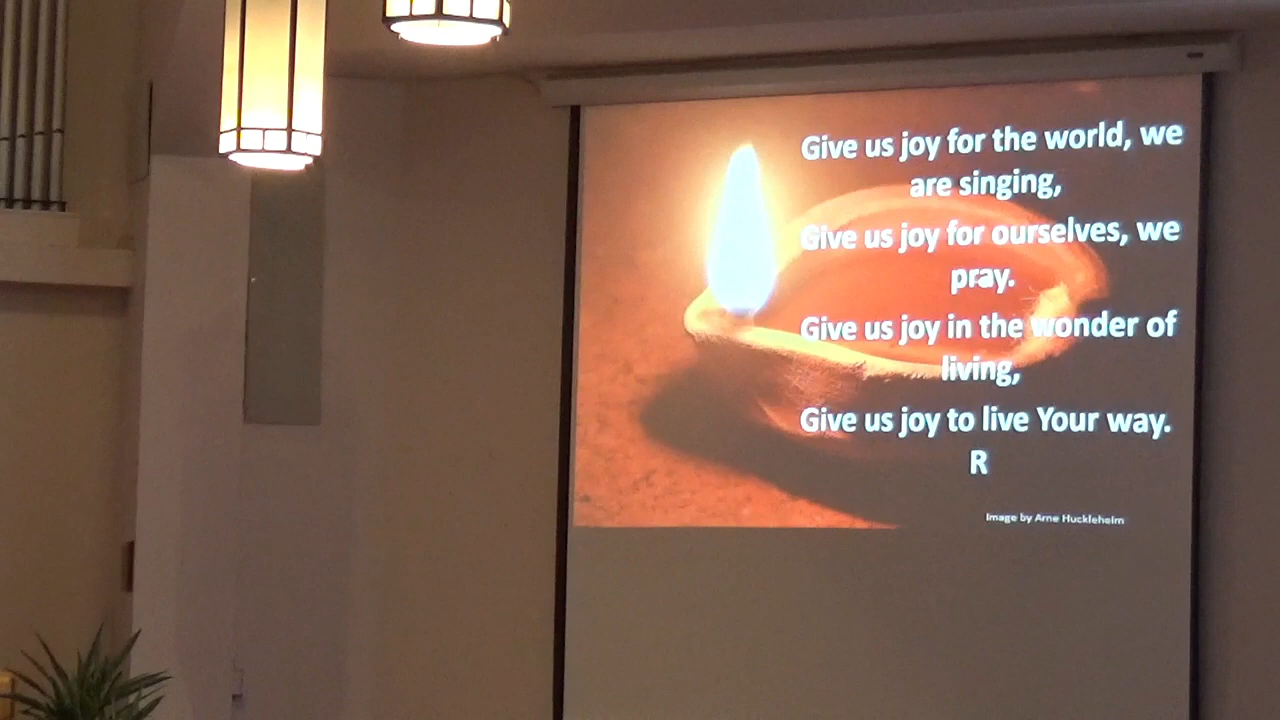 Give us joy for the world, we
are singing,
Give us joy for ourselves, we
pray.
Give us joy in the wonder of
living,
Give us joy to live Your way.
R
Image by Arne Huckleheim